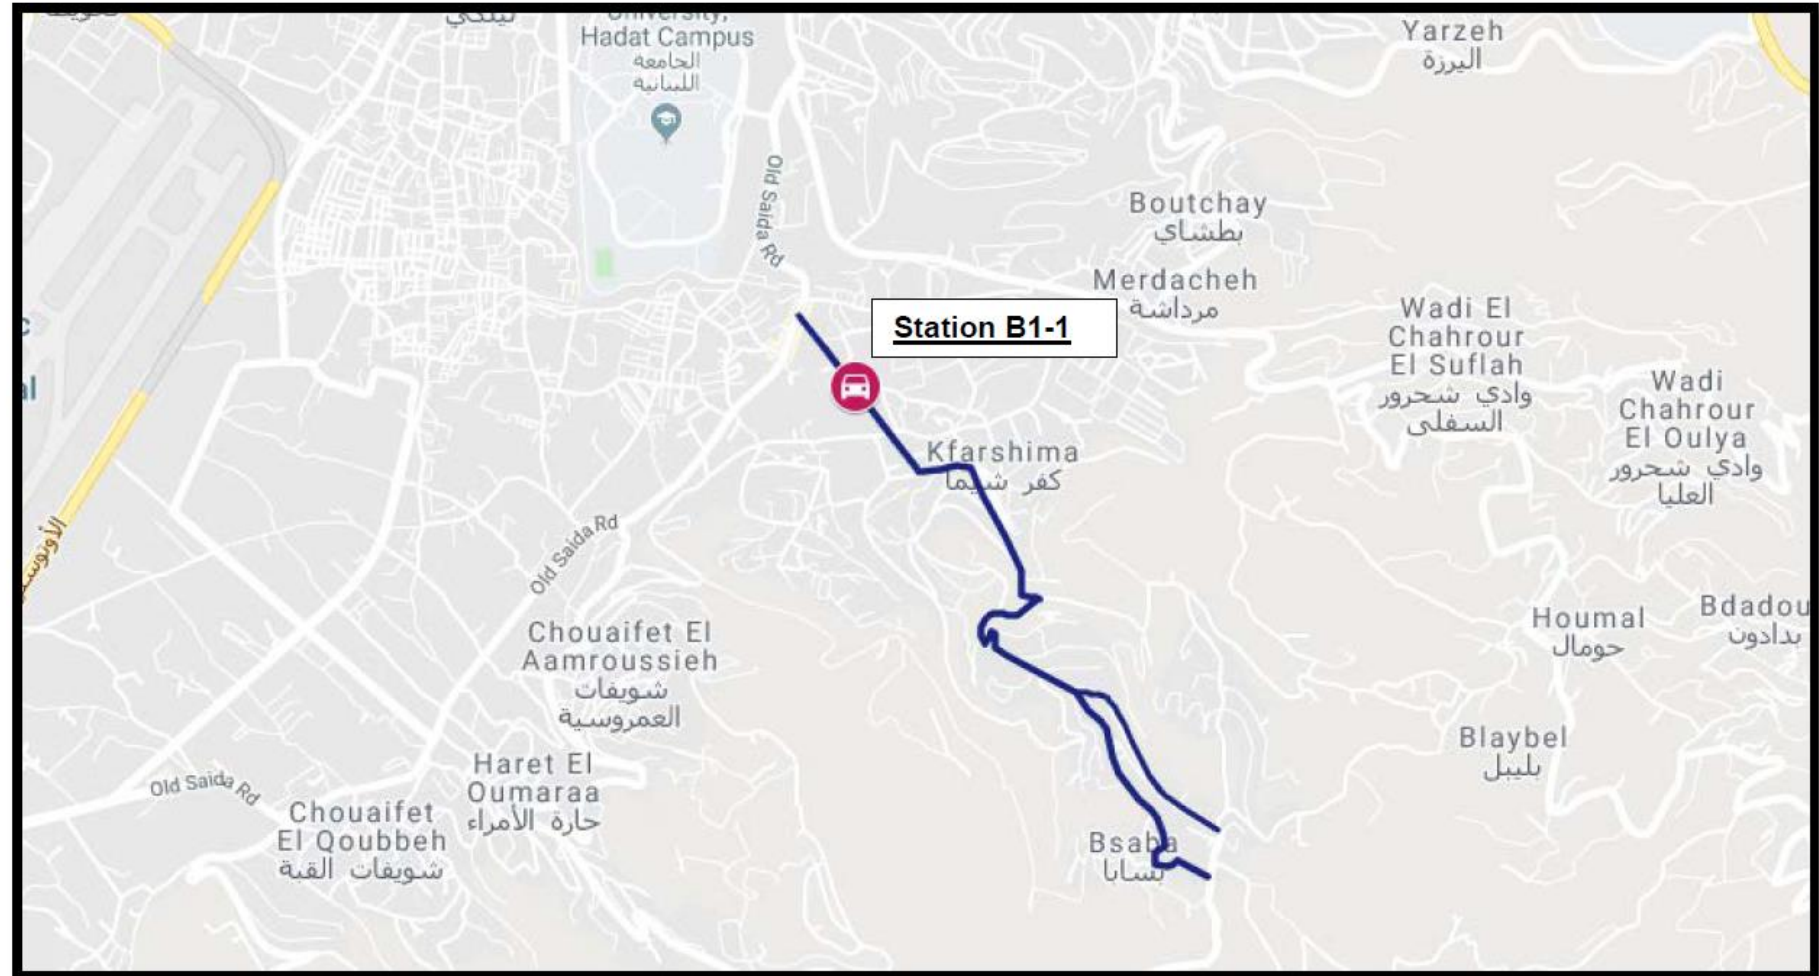 University,
Hadat Campus
الجامعة
اللبنانية
Yarzeh
اليرزة
Old Saida Rd
Boutchay
بطشاي
Merdacheh
مرداشة
Station B1-1
Wadi El
Chahrour
El Suflah
وادي شحرور
السفلى
Wadi
Chahrour
El Oulya
وادي شحرور
العليا
Kfarshima
كفر شيما
Old Saida Rd
Houmal
حومال
Bdadou
بدادون
Chouaifet El
Aamroussieh
شويفات
العمروسية
Blaybel
بليبل
Haret El
Oumaraa
حارة الأمراء
Old Saida Rd
Chouaifet
El Qoubbeh
شويفات القبة
Bsaba
بسابا